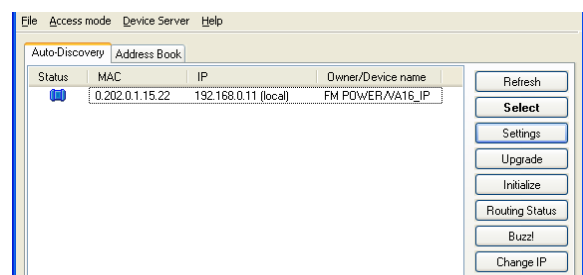 File Access mode Device Server Help
Auto-Discovery Address Book
Status MAC IP Owner/Device name
0.202.0.1.15.22 192.168.0.11 (local) FM POWER/VA16_IP
Refresh
Select
Settings
Upgrade
Initialize
Routing Status
Buzz!
Change IP